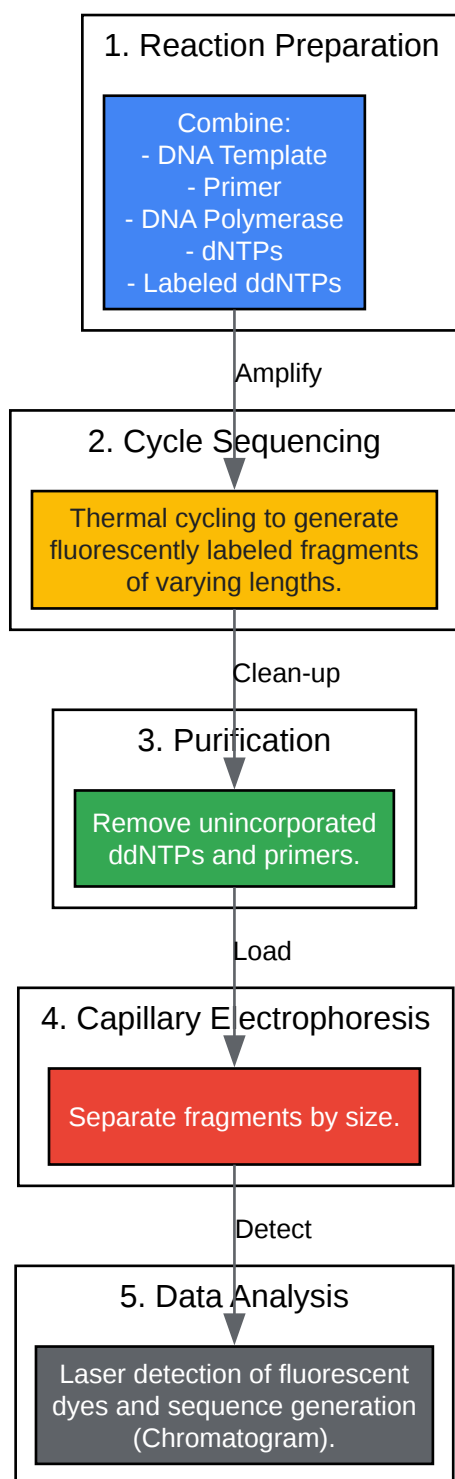 1. Reaction Preparation
Combine:
- DNA Template
- Primer
- DNA Polymerase
- dNTPs
- Labeled ddNTPs
Amplify
2. Cycle Sequencing
Thermal cycling to generate
fluorescently labeled fragments
of varying lengths.
Clean-up
3. Purification
Remove unincorporated
ddNTPs and primers.
Load
4. Capillary Electrophoresis
Separate fragments by size.
Detect
5. Data Analysis
Laser detection of fluorescent
dyes and sequence generation
(Chromatogram).